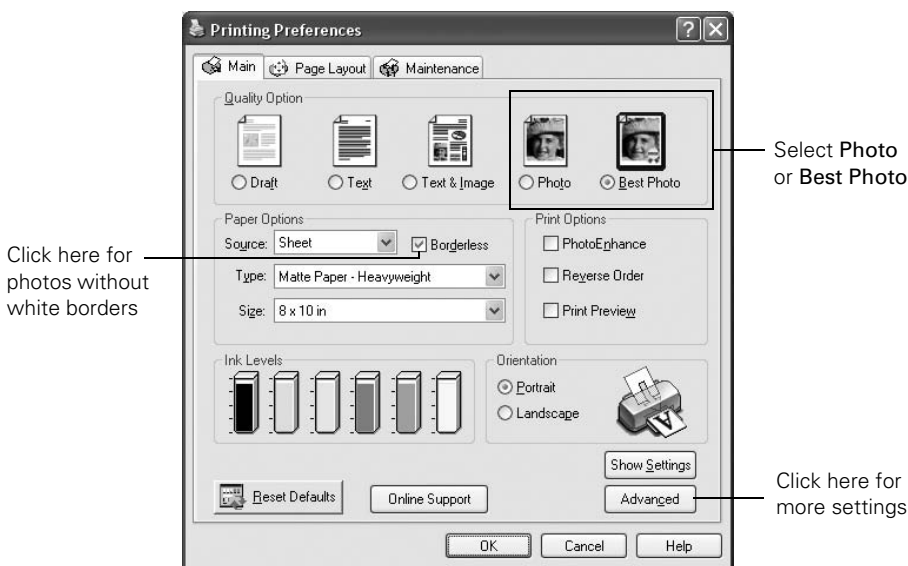 Printing Preferences
Main
Page Layout
Maintenance
Quality Option
Draft
Text
Text & Image
Photo
Best Photo
Select Photo
or Best Photo
Paper Options
Source: Sheet
Borderless
Type: Matte Paper - Heavyweight
Size: 8 x 10 in
Print Options
PhotoEnhance
Reverse Order
Print Preview
Click here for
photos without
white borders
Ink Levels
Orientation
Portrait
Landscape
A
Show Settings
Reset Defaults
Online Support
Advanced
Click here for
more settings
OK
Cancel
Help